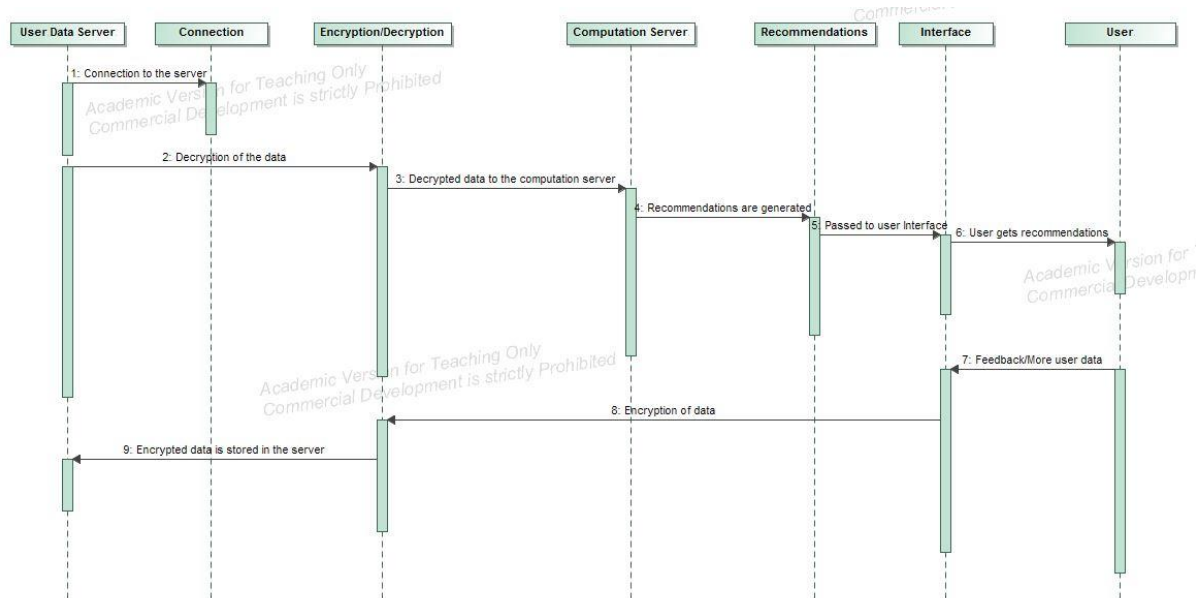 User Data Server
Connection
Encryption/Decryption
Computation Server
Recommendations
Interface
User
1: Connection to the server
Academic Version for Teaching Only
Commercial Development is strictly Prohibited
2: Decryption of the data
3: Decrypted data to the computation server
4: Recommendations are generated
5: Passed to user Interface
6: User gets recommendations
Academic Version for
Commercial
Academic Version for Teaching Only
Commercial Development is strictly Prohibited
7: Feedback/More user data
8: Encryption of data
9: Encrypted data is stored in the server